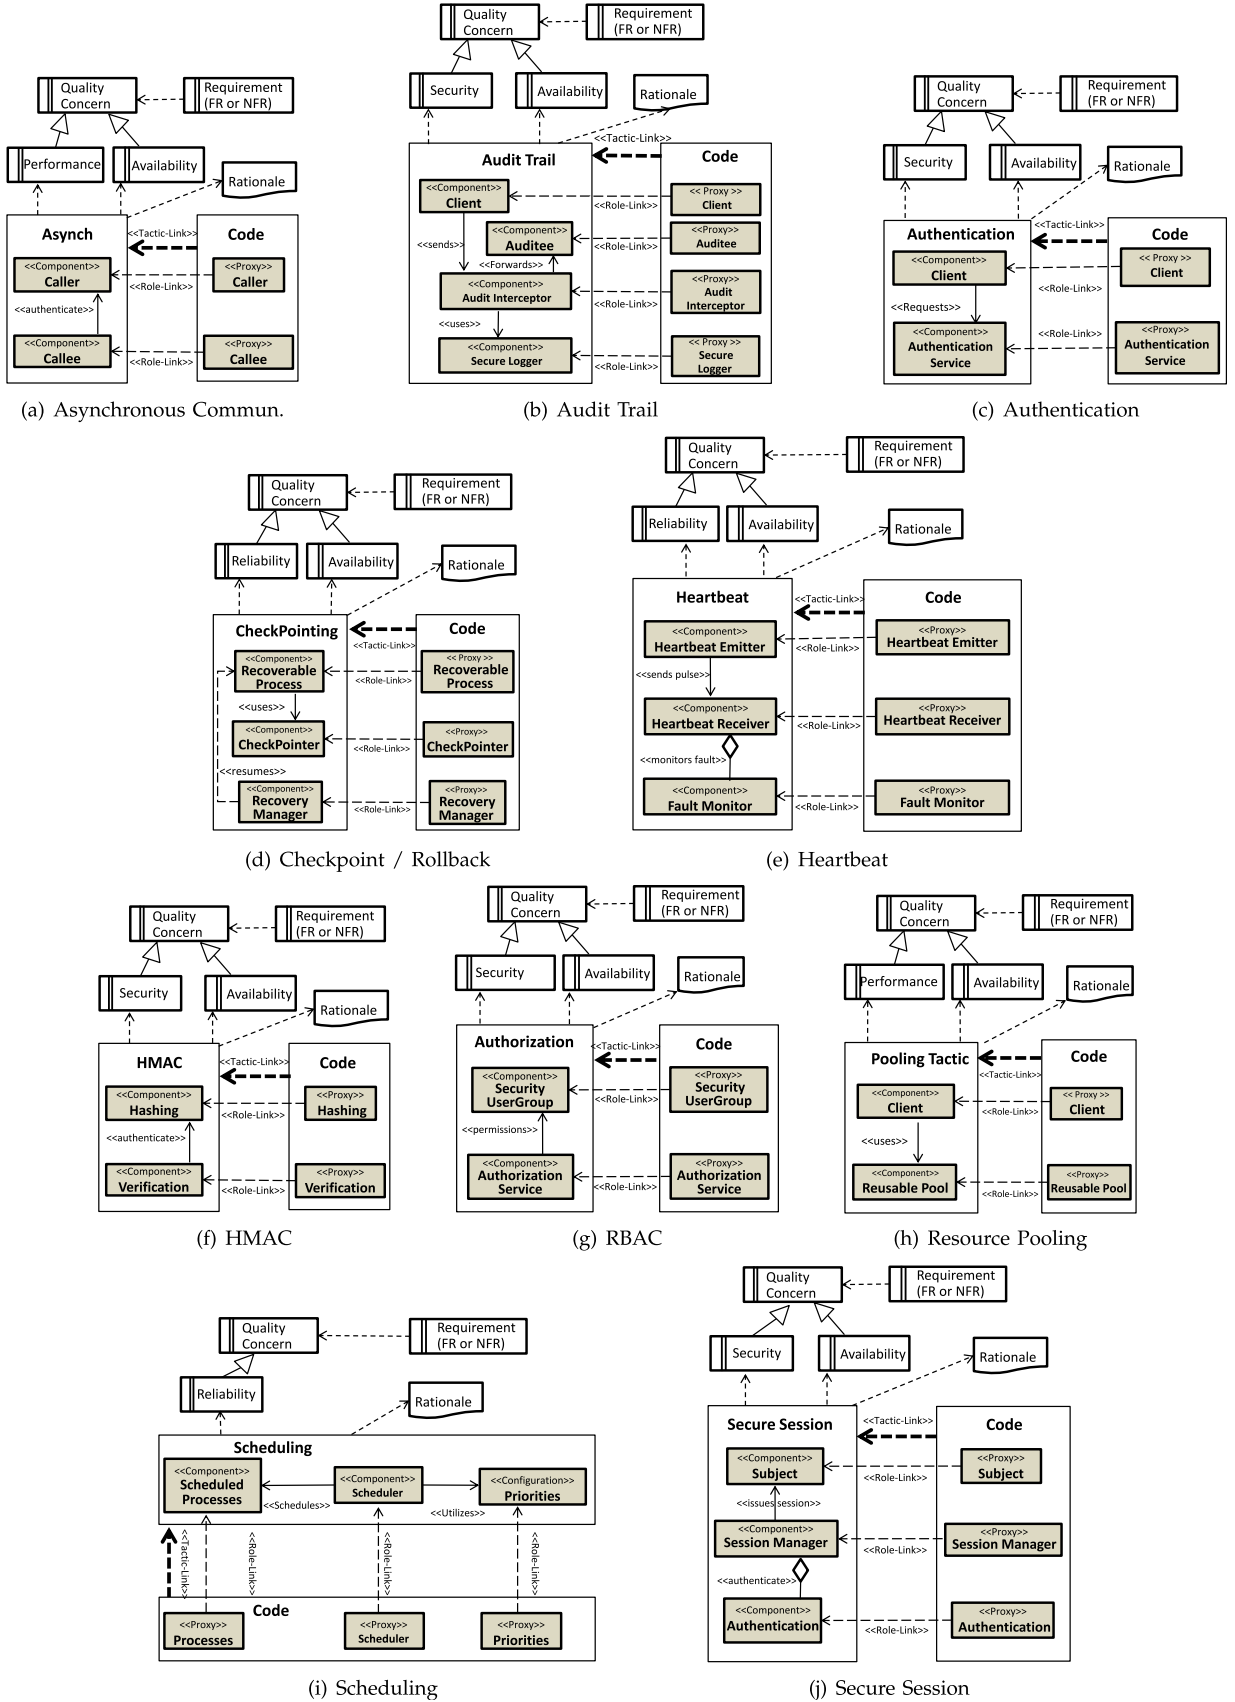 Quality
Concern
Requirement
(FR or NFR)
Performance
Availability
Rationale
Asynch
<<Tactic-Link>>
Code
<<Component>>
Caller
<<Proxy>>
Caller
<<Role-Link>>
<<authenticate>>
<<Component>>
Callee
<<Proxy>>
Callee
<<Role-Link>>
(a) Asynchronous Commun.
Quality
Concern
Requirement
(FR or NFR)
Security
Availability
Rationale
<<Tactic-Link>>
Audit Trail
Code
<<Component>>
Client
<< Proxy >>
Client
<<Role-Link>>
<<sends>>
<<Component>>
Auditee
<<Proxy>>
Auditee
<<Role-Link>>
<<Forwards>>
<<Component>>
Audit Interceptor
<<Proxy>>
Audit
Interceptor
<<Role-Link>>
<<uses>>
<<Component>>
Secure Logger
<< Proxy >>
Secure
Logger
<<Role-Link>>
(b) Audit Trail
Quality
Concern
Requirement
(FR or NFR)
Security
Availability
Rationale
Authentication
<<Tactic-Link>>
Code
<<Component>>
Client
<< Proxy >>
Client
<<Role-Link>>
<<Requests>>
<<Component>>
Authentication
Service
<<Proxy>>
Authentication
Service
<<Role-Link>>
(c) Authentication
Quality
Concern
Requirement
(FR or NFR)
Reliability
Availability
Rationale
CheckPointing
Code
<<Tactic-Link>>
<<Component>>
Recoverable
Process
<< Proxy >>
Recoverable
Process
<<Role-Link>>
<<uses>>
<<Component>>
CheckPointer
<<Proxy>>
CheckPointer
<<Role-Link>>
<<resumes>>
<<Component>>
Recovery
Manager
<<Proxy>>
Recovery
Manager
<<Role-Link>>
(d) Checkpoint / Rollback
Quality
Concern
Requirement
(FR or NFR)
Reliability
Availability
Rationale
Heartbeat
<<Tactic-Link>>
Code
<<Component>>
Heartbeat Emitter
<<Proxy>>
Heartbeat Emitter
<<Role-Link>>
<<sends pulse>>
<<Component>>
Heartbeat Receiver
<<Proxy>>
Heartbeat Receiver
<<Role-Link>>
<<monitors fault>>
<<Component>>
Fault Monitor
<<Proxy>>
Fault Monitor
<<Role-Link>>
(e) Heartbeat
Quality
Concern
Requirement
(FR or NFR)
Security
Availability
Rationale
HMAC
<<Tactic-Link>>
Code
<<Component>>
Hashing
<<Proxy>>
Hashing
<<Role-Link>>
<<authenticate>>
<<Component>>
Verification
<<Proxy>>
Verification
<<Role-Link>>
(f) HMAC
Quality
Concern
Requirement
(FR or NFR)
Security
Availability
Rationale
Authorization
<<Tactic-Link>>
Code
<<Component>>
Security
UserGroup
<<Proxy>>
Security
UserGroup
<<Role-Link>>
<<permissions>>
<<Component>>
Authorization
Service
<<Proxy>>
Authorization
Service
<<Role-Link>>
(g) RBAC
Quality
Concern
Requirement
(FR or NFR)
Performance
Availability
Rationale
Pooling Tactic
Code
<<Tactic-Link>>
<<Component>>
Client
<< Proxy >>
Client
<<Role-Link>>
<<uses>>
<<Component>>
Reusable Pool
<<Proxy>>
Reusable Pool
<<Role-Link>>
(h) Resource Pooling
Quality
Concern
Requirement
(FR or NFR)
Reliability
Rationale
Scheduling
<<Component>>
Scheduled
Processes
<<Component>>
Scheduler
<<Configuration>>
Priorities
<<Schedules>>
<<Utilizes>>
<<Tactic-Link>>
<<Role-Link>>
<<Role-Link>>
<<Role-Link>>
Code
<<Proxy>>
Processes
<<Proxy>>
Scheduler
<<Proxy>>
Priorities
(i) Scheduling
Quality
Concern
Requirement
(FR or NFR)
Security
Availability
Rationale
Secure Session
<<Tactic-Link>>
Code
<<Component>>
Subject
<<Proxy>>
Subject
<<Role-Link>>
<<issues session>>
<<Component>>
Session Manager
<<Proxy>>
Session Manager
<<Role-Link>>
<<authenticate>>
<<Component>>
Authentication
<<Proxy>>
Authentication
<<Role-Link>>
(j) Secure Session